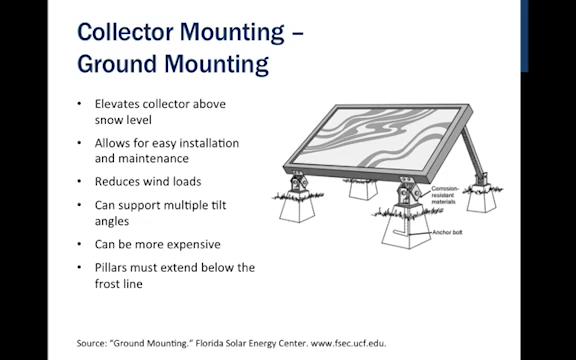 Collector Mounting –
Ground Mounting
• Elevates collector above
snow level
• Allows for easy installation
and maintenance
• Reduces wind loads
• Can support multiple tilt
angles
• Can be more expensive
• Pillars must extend below the
frost line
Corrosion-
resistant
materials
Anchor bolt
Source: "Ground Mounting." Florida Solar Energy Center. www.fsec.ucf.edu.